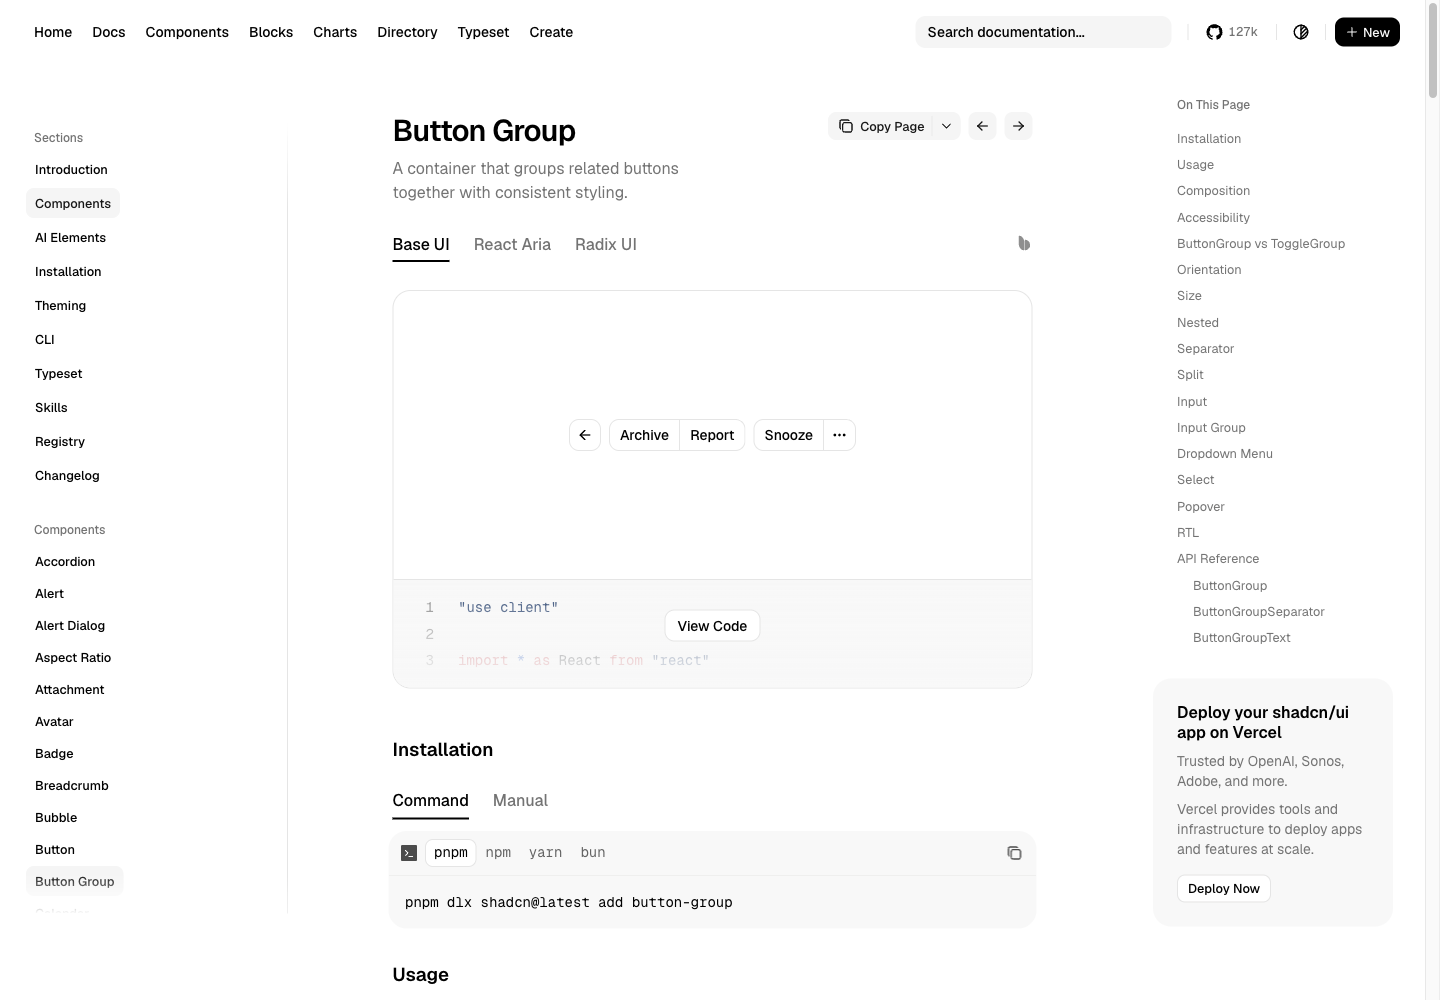 Home Docs Components Blocks Charts Directory Typeset Create
Search documentation...
127k
New
Sections
Introduction
Components
AI Elements
Installation
Theming
CLI
Typeset
Skills
Registry
Changelog
Components
Accordion
Alert
Alert Dialog
Aspect Ratio
Attachment
Avatar
Badge
Breadcrumb
Bubble
Button
Button Group
Button Group
Copy Page
A container that groups related buttons
together with consistent styling.
Base UI React Aria Radix UI
Archive Report Snooze
1 "use client"
2
View Code
3 import * as React from "react"
Installation
Command Manual
pnpm npm yarn bun
pnpm dlx shadcn@latest add button-group
Usage
On This Page
Installation
Usage
Composition
Accessibility
ButtonGroup vs ToggleGroup
Orientation
Size
Nested
Separator
Split
Input
Input Group
Dropdown Menu
Select
Popover
RTL
API Reference
ButtonGroup
ButtonGroupSeparator
ButtonGroupText
Deploy your shadcn/ui
app on Vercel
Trusted by OpenAI, Sonos,
Adobe, and more.
Vercel provides tools and
infrastructure to deploy apps
and features at scale.
Deploy Now